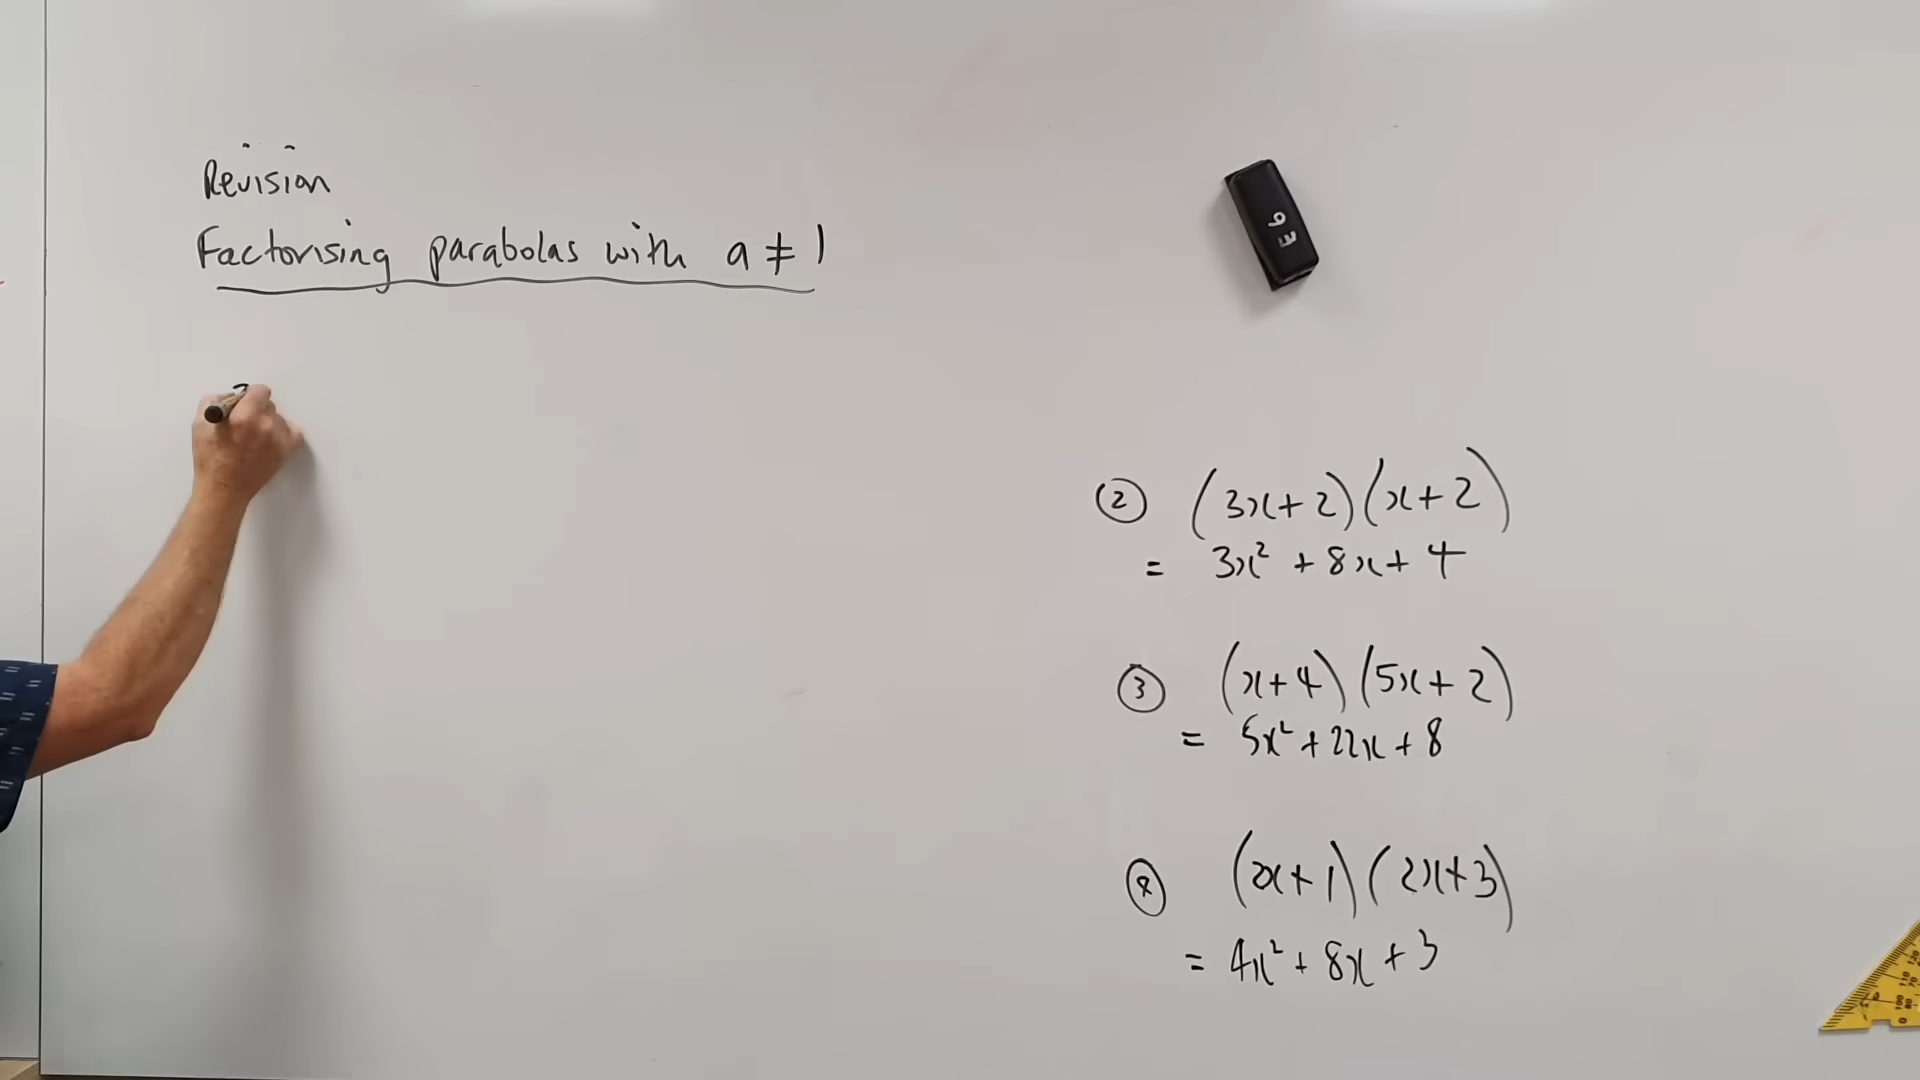 Revision
Factorising parabolas with a ≠ 1
E6
② (3x+2)(x+2)
= 3x² + 8x + 4
③ (x+4)(5x+2)
= 5x² + 22x + 8
(2x+1)(2x+3)
= 4x² + 8x + 3